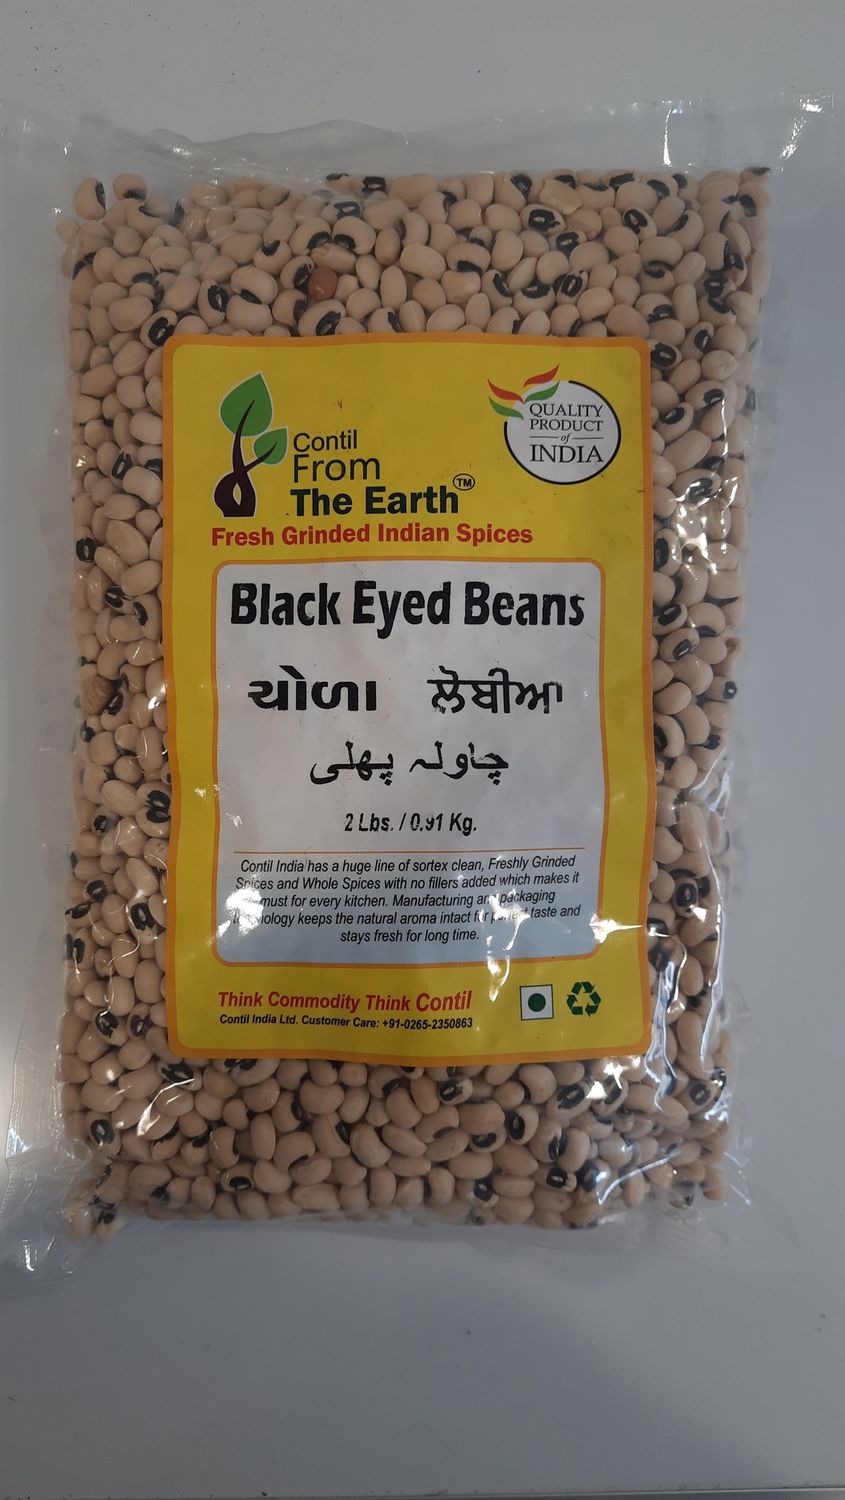 Contil
From
The Earth™
Fresh Grinded Indian Spices
QUALITY
PRODUCT
of
INDIA
Black Eyed Beans
ચોળા ਲੋਬੀਆ
چاولہ پھلی
2 Lbs. / 0.91 Kg.
Contil India has a huge line of sortex clean, Freshly Grinded
Spices and Whole Spices with no fillers added which makes it
must for every kitchen. Manufacturing and packaging
technology keeps the natural aroma intact for perfect taste and
stays fresh for long time.
Think Commodity Think Contil
Contil India Ltd. Customer Care: +91-0265-2350863